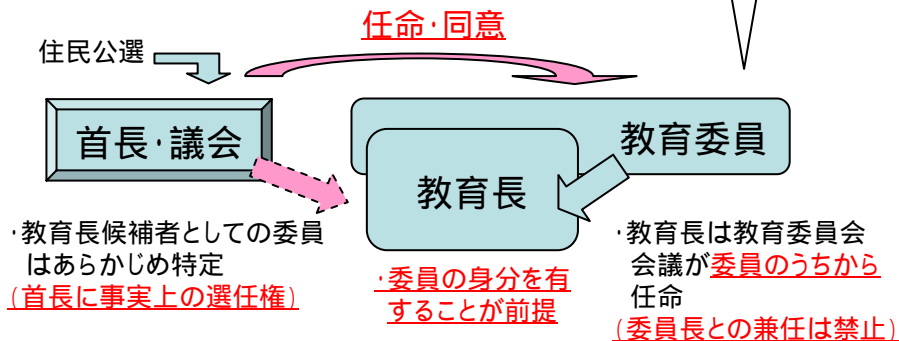 任命・同意
住民公選
首長・議会
教育委員
教育長
・教育長候補者としての委員
はあらかじめ特定
(首長に事実上の選任権)
・委員の身分を有
することが前提
・教育長は教育委員会
会議が委員のうちから
任命
(委員長との兼任は禁止)